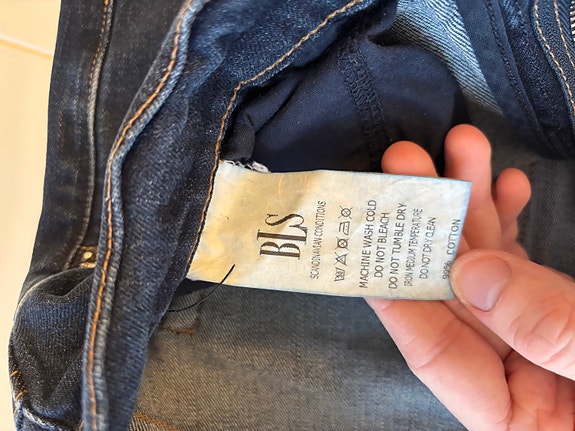 BLS
SCANDINAVIAN CONDITIONS
MACHINE WASH COLD
DO NOT BLEACH
DO NOT TUMBLE DRY
IRON MEDIUM TEMPERATURE
DO NOT DRY CLEAN
98% COTTON